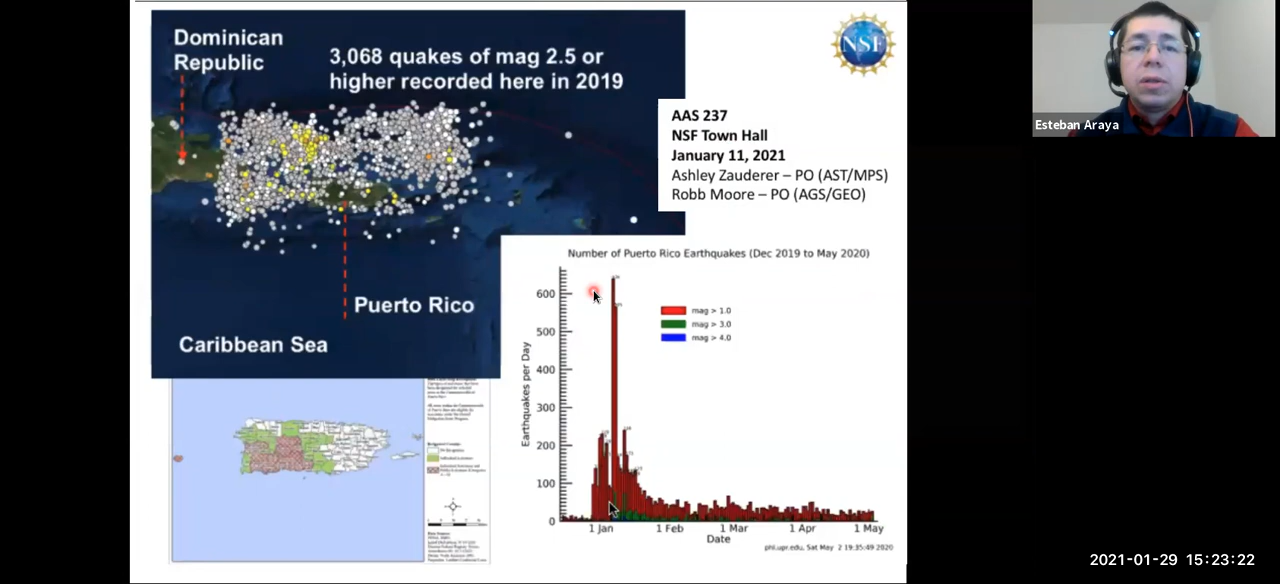 Dominican
Republic
3,068 quakes of mag 2.5 or
higher recorded here in 2019
Puerto Rico
Caribbean Sea
NSF
AAS 237
NSF Town Hall
January 11, 2021
Ashley Zauderer – PO (AST/MPS)
Robb Moore – PO (AGS/GEO)
Esteban Araya
Number of Puerto Rico Earthquakes (Dec 2019 to May 2020)
mag > 1.0
mag > 3.0
mag > 4.0
Earthquakes per Day
600
500
400
300
200
100
0
1 Jan
1 Feb
1 Mar
1 Apr
1 May
Date
phl.upr.edu, Sat May 2 19:35:49 2020
2021-01-29 15:23:22